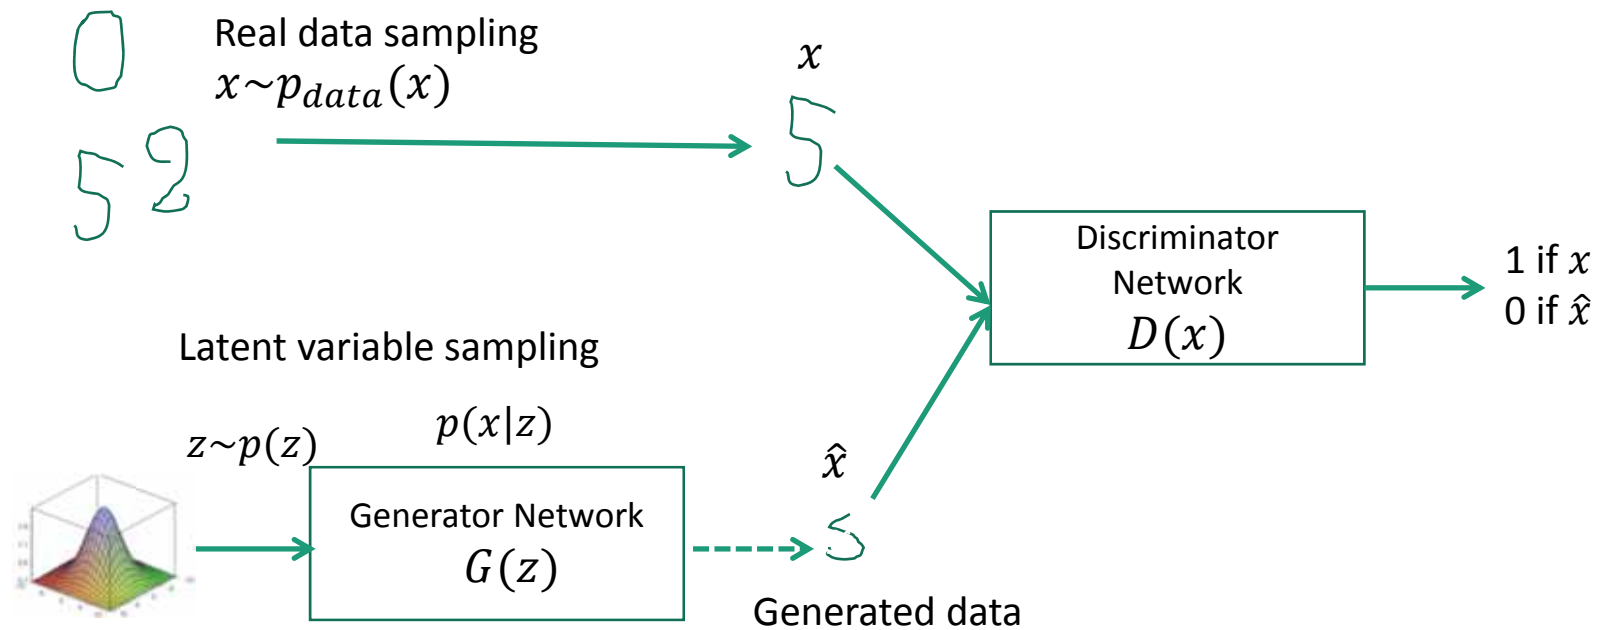 0
Real data sampling
x~p_data(x)
x
5 2
5
Discriminator
Network
D(x)
1 if x
0 if x̂
Latent variable sampling
z~p(z)
p(x|z)
Generator Network
G(z)
x̂
5
Generated data